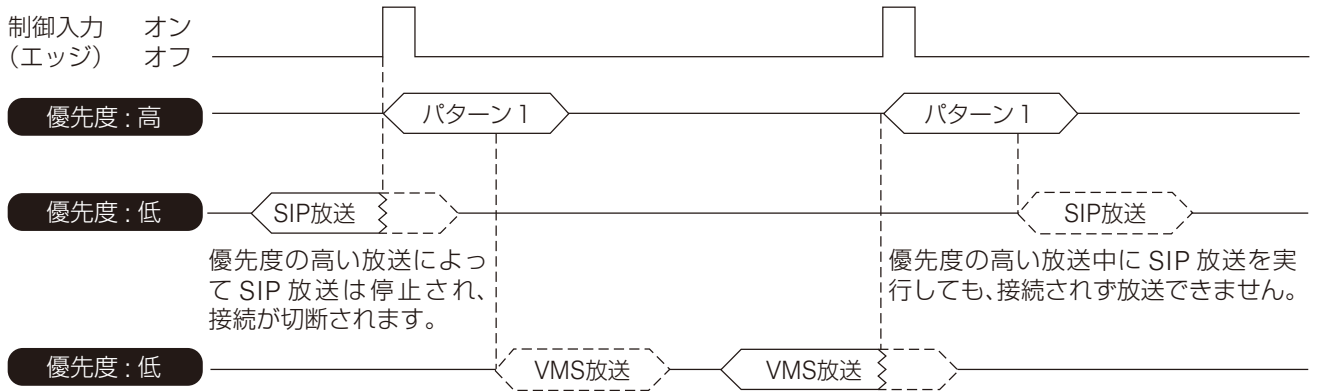 制御入力 オン
（エッジ） オフ
優先度 : 高
パターン1
パターン1
優先度 : 低
SIP放送
SIP放送
優先度の高い放送によっ
て SIP 放送は停止され、
接続が切断されます。
優先度の高い放送中に SIP 放送を実
行しても、接続されず放送できません。
優先度 : 低
VMS放送
VMS放送